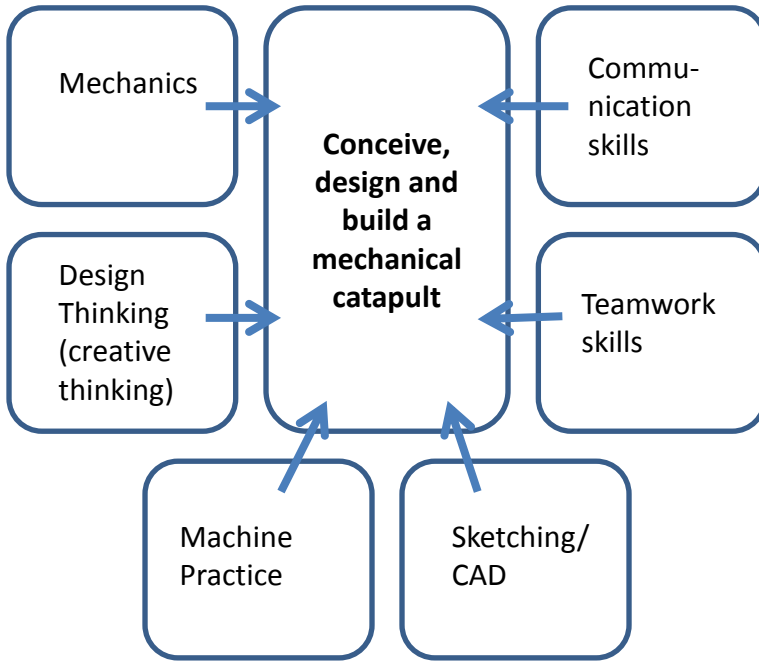 Mechanics
Conceive,
design and
build a
mechanical
catapult
Commu-
nication
skills
Design
Thinking
(creative
thinking)
Teamwork
skills
Machine
Practice
Sketching/
CAD